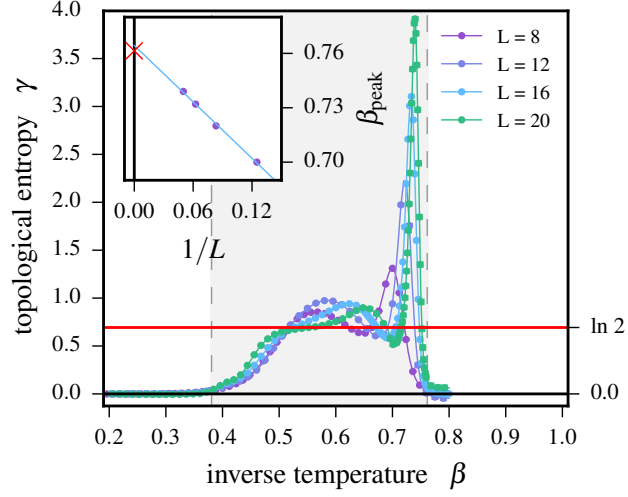 4.0
3.5
3.0
2.5
2.0
1.5
1.0
0.5
0.0
topological entropy γ
0.2 0.3 0.4 0.5 0.6 0.7 0.8 0.9 1.0
inverse temperature β
ln 2
0.0
L = 8
L = 12
L = 16
L = 20
0.76
0.73
0.70
β_peak
0.00 0.06 0.12
1/L